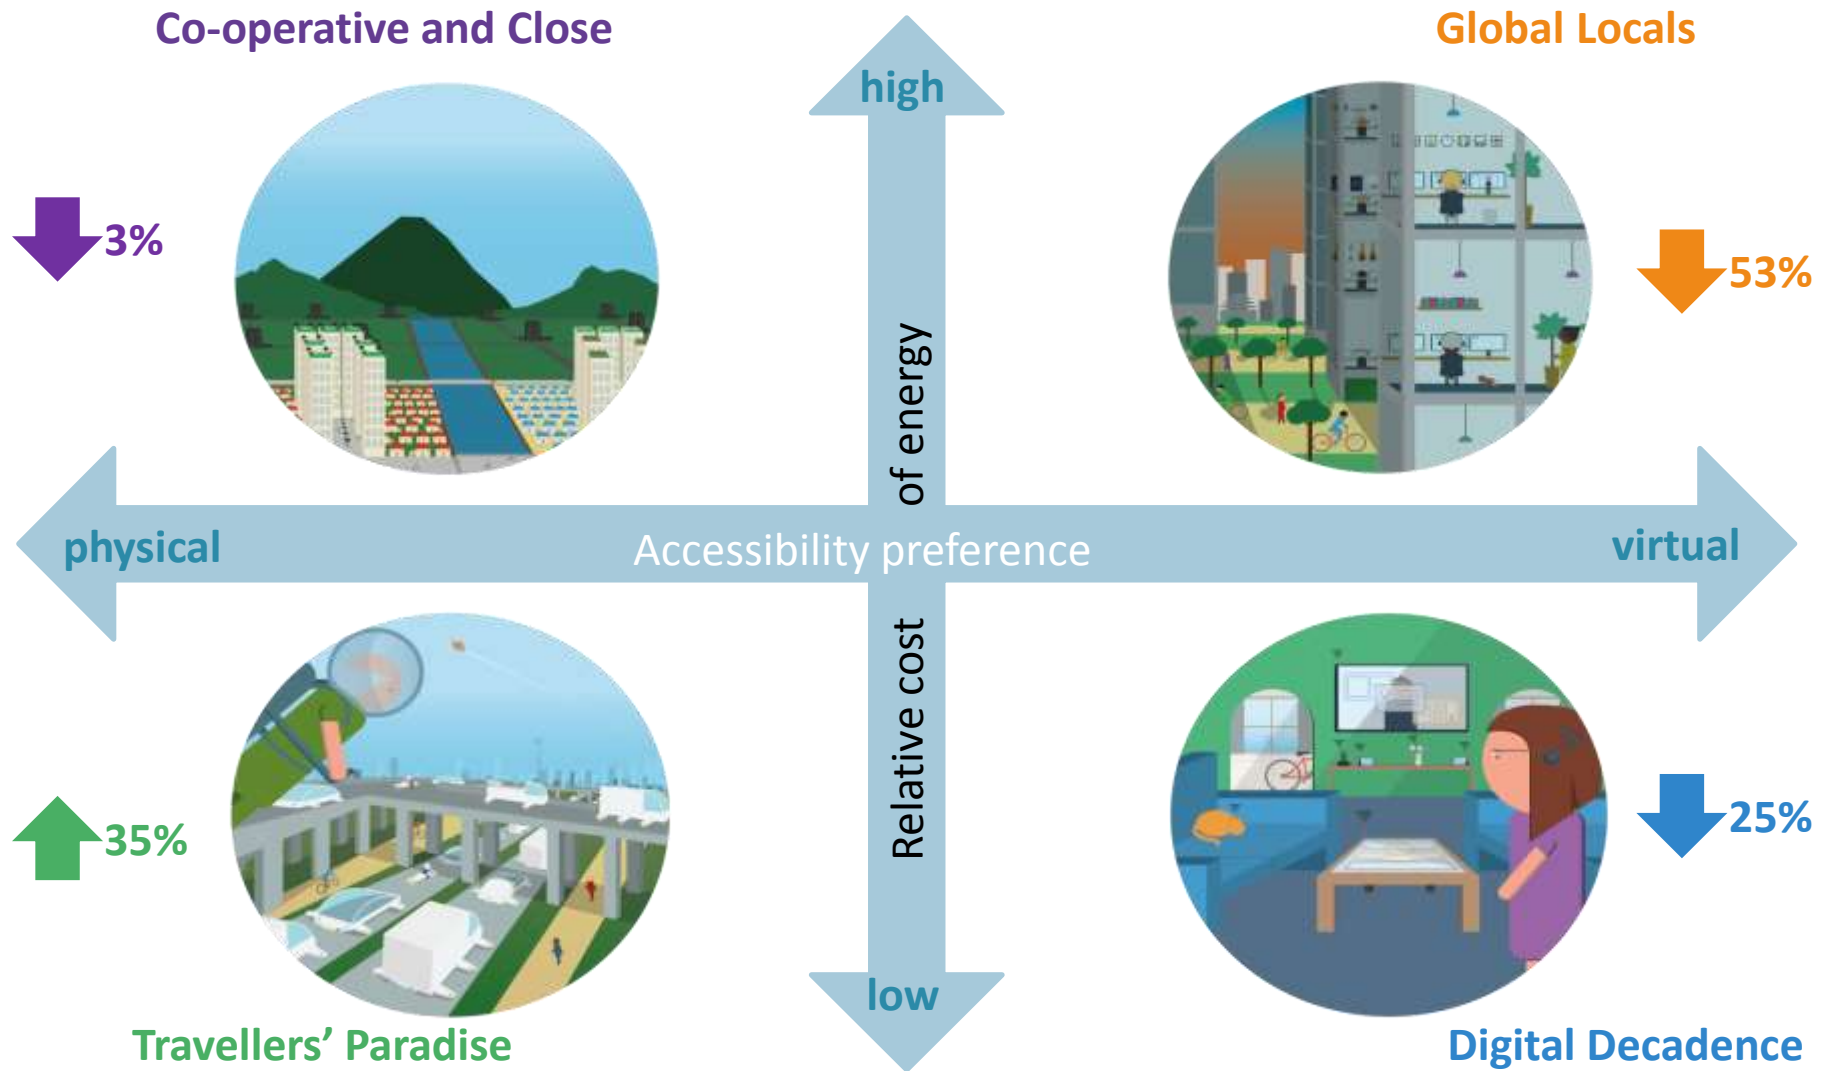 Co-operative and Close
Global Locals
high
3%
53%
of energy
physical
Accessibility preference
virtual
Relative cost
35%
25%
low
Travellers’ Paradise
Digital Decadence